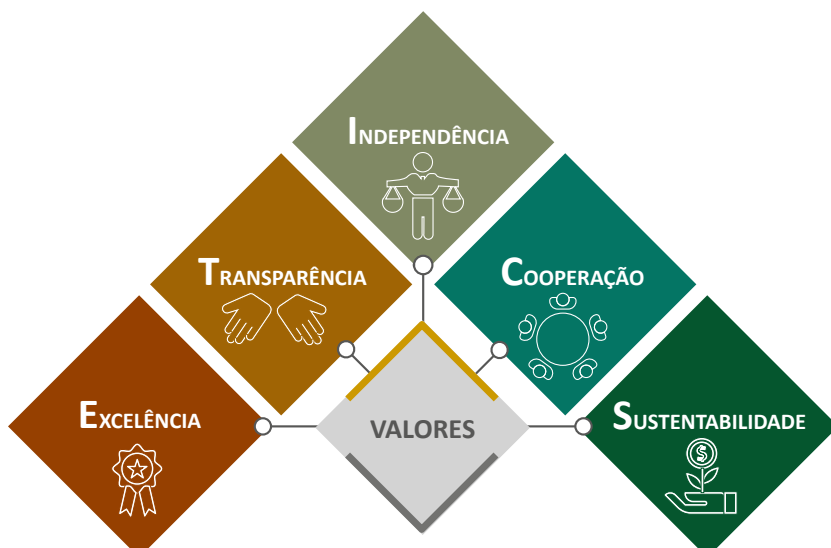 INDEPENDÊNCIA
TRANSPARÊNCIA
COOPERAÇÃO
EXCELÊNCIA
VALORES
SUSTENTABILIDADE
$